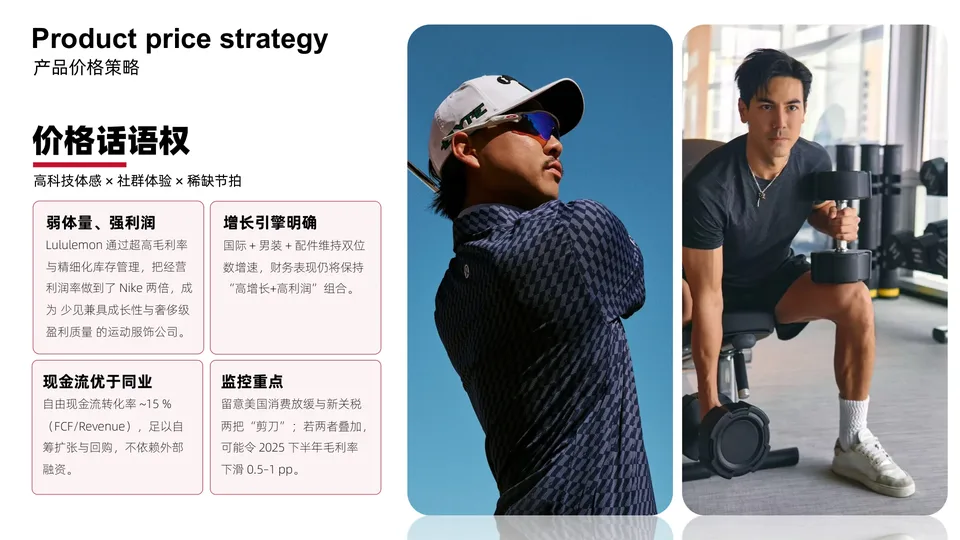 Product price strategy
产品价格策略
价格话语权
高科技体感 × 社群体验 × 稀缺节拍
弱体量、强利润
Lululemon 通过超高毛利率
与精细化库存管理，把经营
利润率做到了 Nike 两倍，成
为 少见兼具成长性与奢侈级
盈利质量 的运动服饰公司。
增长引擎明确
国际 + 男装 + 配件维持双位
数增速，财务表现仍将保持
“高增长+高利润”组合。
现金流优于同业
自由现金流转化率 ~15 %
（FCF/Revenue），足以自
筹扩张与回购，不依赖外部
融资。
监控重点
留意美国消费放缓与新关税
两把“剪刀”；若两者叠加，
可能令 2025 下半年毛利率
下滑 0.5–1 pp。